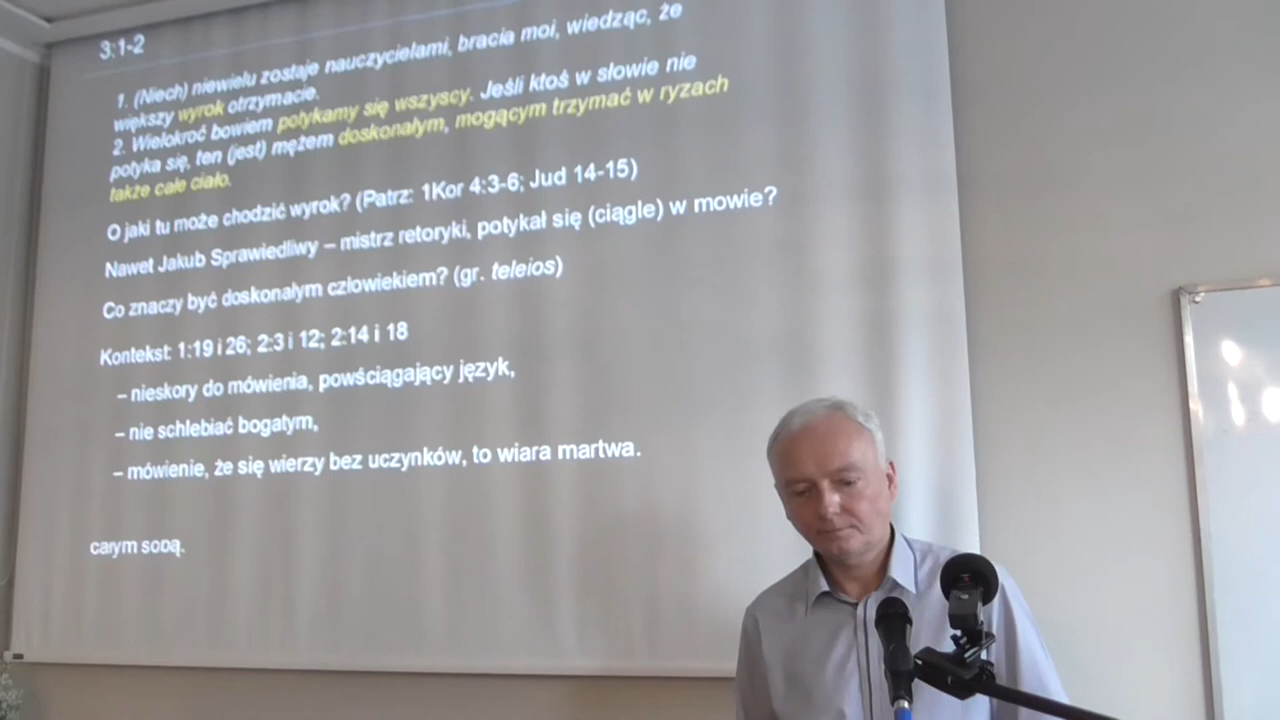 3:1-2
1. (Niech) niewielu zostaje nauczycielami, bracia moi, wiedząc, że
większy wyrok otrzymacie.
2. Wielokroć bowiem potykamy się wszyscy. Jeśli ktoś w słowie nie
potyka się, ten (jest) mężem doskonałym, mogącym trzymać w ryzach
także całe ciało.
O jaki tu może chodzić wyrok? (Patrz: 1Kor 4:3-6; Jud 14-15)
Nawet Jakub Sprawiedliwy – mistrz retoryki, potykał się (ciągle) w mowie?
Co znaczy być doskonałym człowiekiem? (gr. teleios)
Kontekst: 1:19 i 26; 2:3 i 12; 2:14 i 18
– nieskory do mówienia, powściągający język,
– nie schlebiać bogatym,
– mówienie, że się wierzy bez uczynków, to wiara martwa.
całym sobą.